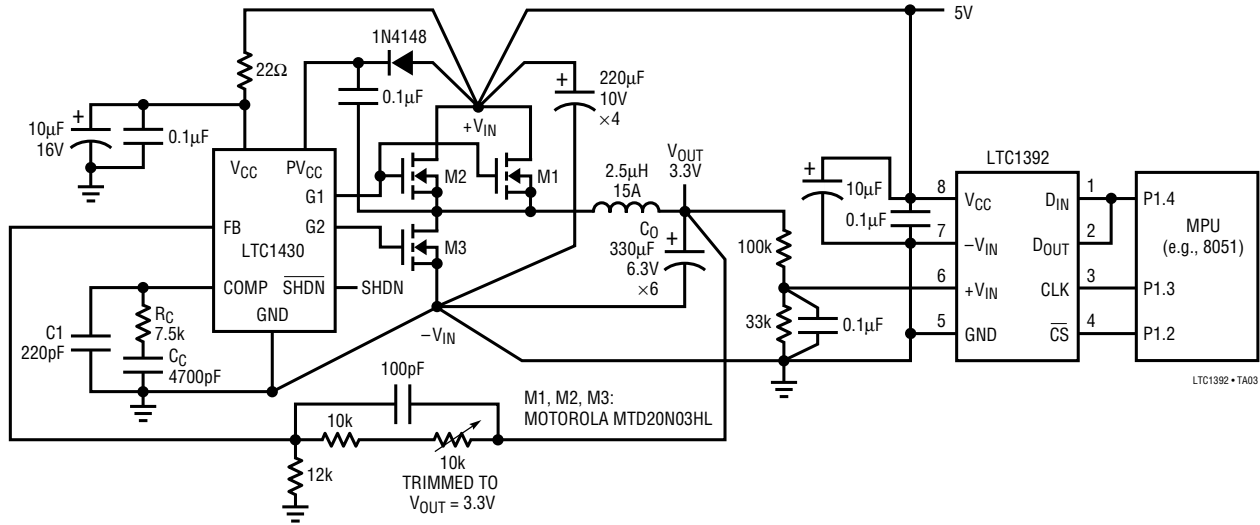 5V
22Ω
1N4148
0.1µF
+
220µF
10V
×4
+
10µF
16V
0.1µF
+VIN
VCC
PVCC
G1
M2
M1
FB
G2
LTC1430
M3
COMP
SHDN
SHDN
GND
2.5µH
15A
VOUT
3.3V
CO
330µF
6.3V
×6
+
C1
220pF
RC
7.5k
CC
4700pF
–VIN
100k
33k
0.1µF
+
10µF
0.1µF
LTC1392
8
VCC
7
–VIN
6
+VIN
5
GND
DIN
1
DOUT
2
CLK
3
CS
4
P1.4
MPU
(e.g., 8051)
P1.3
P1.2
LTC1392 • TA03
100pF
10k
10k
TRIMMED TO
VOUT = 3.3V
12k
M1, M2, M3:
MOTOROLA MTD20N03HL